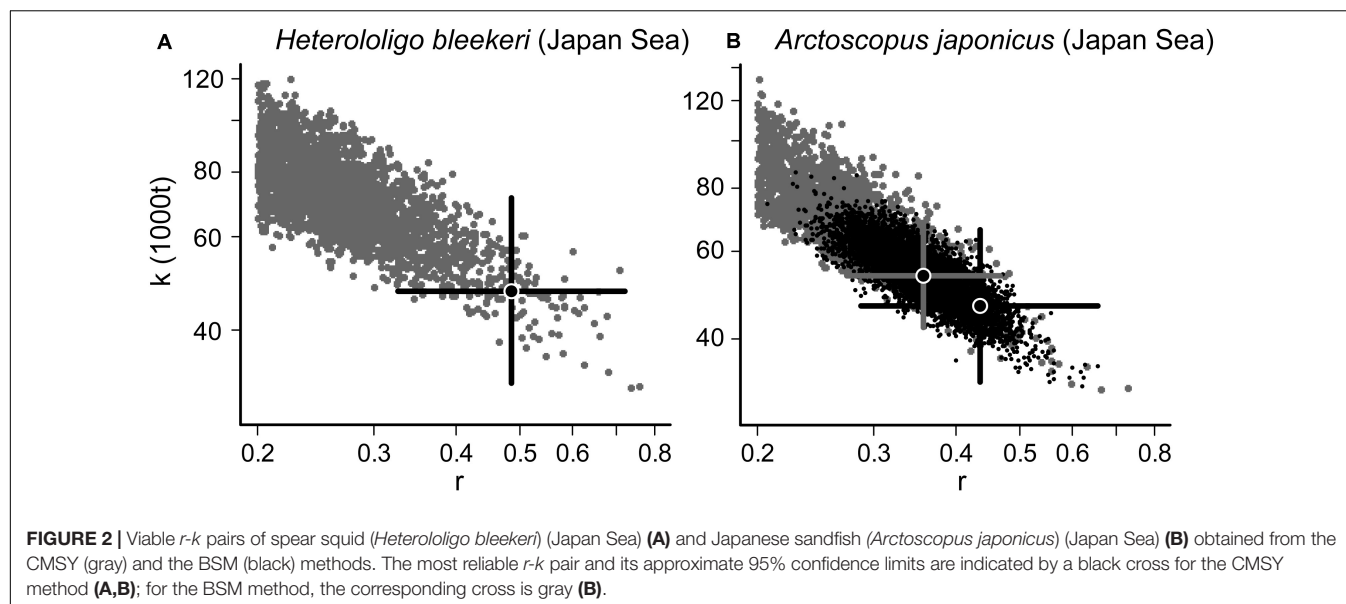 A Heterololigo bleekeri (Japan Sea)
B Arctoscopus japonicus (Japan Sea)
k (1000t)
120
80
60
40
0.2 0.3 0.4 0.5 0.6 0.8
r
120
80
60
40
0.2 0.3 0.4 0.5 0.6 0.8
r
FIGURE 2 | Viable r-k pairs of spear squid (Heterololigo bleekeri) (Japan Sea) (A) and Japanese sandfish (Arctoscopus japonicus) (Japan Sea) (B) obtained from the
CMSY (gray) and the BSM (black) methods. The most reliable r-k pair and its approximate 95% confidence limits are indicated by a black cross for the CMSY
method (A,B); for the BSM method, the corresponding cross is gray (B).